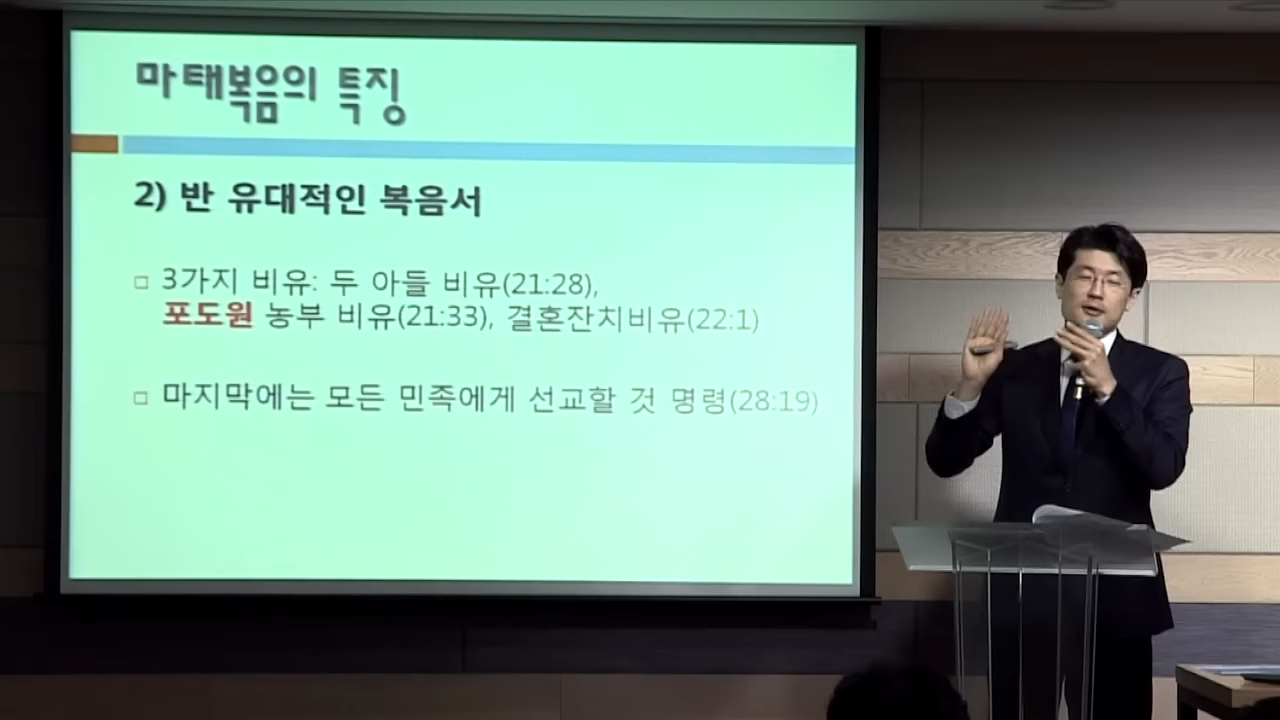 마태복음의 특징
2) 반 유대적인 복음서
□ 3가지 비유: 두 아들 비유(21:28),
포도원 농부 비유(21:33), 결혼잔치비유(22:1)
□ 마지막에는 모든 민족에게 선교할 것 명령(28:19)